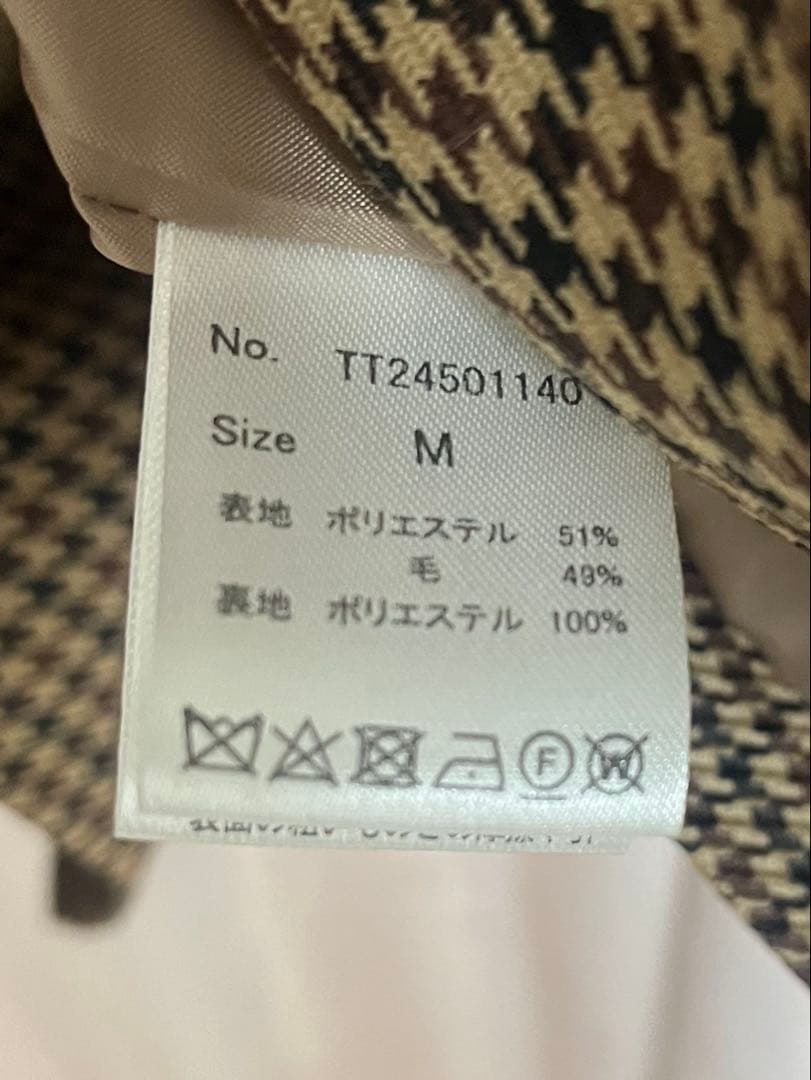 No. TT24501140
Size M
表地 ポリエステル 51%
毛 49%
裏地 ポリエステル 100%
F W